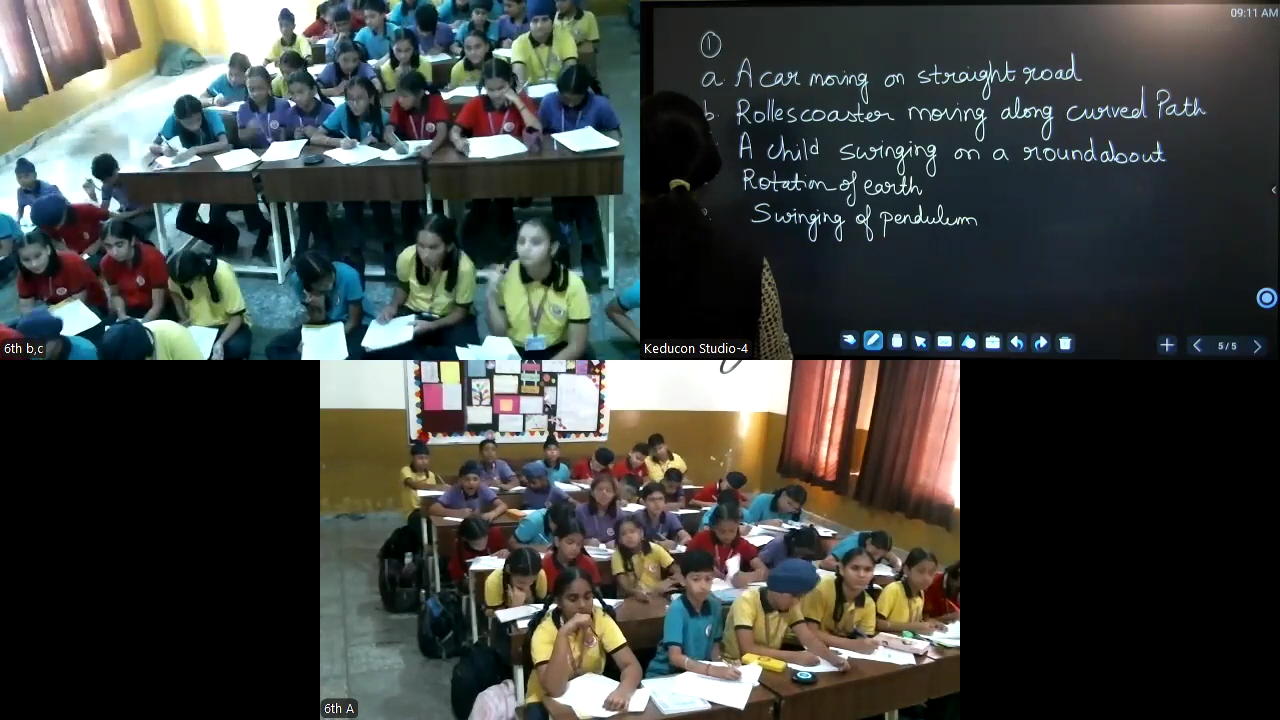 09:11 AM
1
a. A car moving on straight road
b. Rollescoaster moving along curved Path
A child swinging on a roundabout
Rotation of earth
Swinging of pendulum
6th b,c
Keducon Studio-4
5/5
6th A